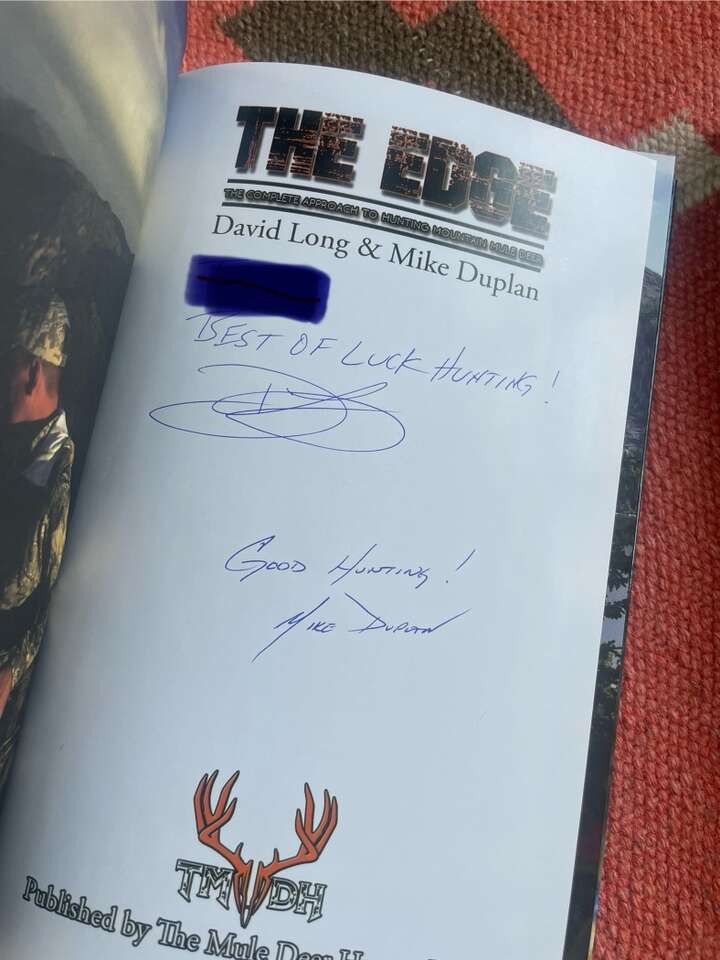 THE EDGE
THE COMPLETE APPROACH TO HUNTING MOUNTAIN MULE DEER
David Long & Mike Duplan
BEST OF LUCK HUNTING!
GOOD HUNTING!
MIKE DUPLAN
TMDH
Published by The Mule Deer